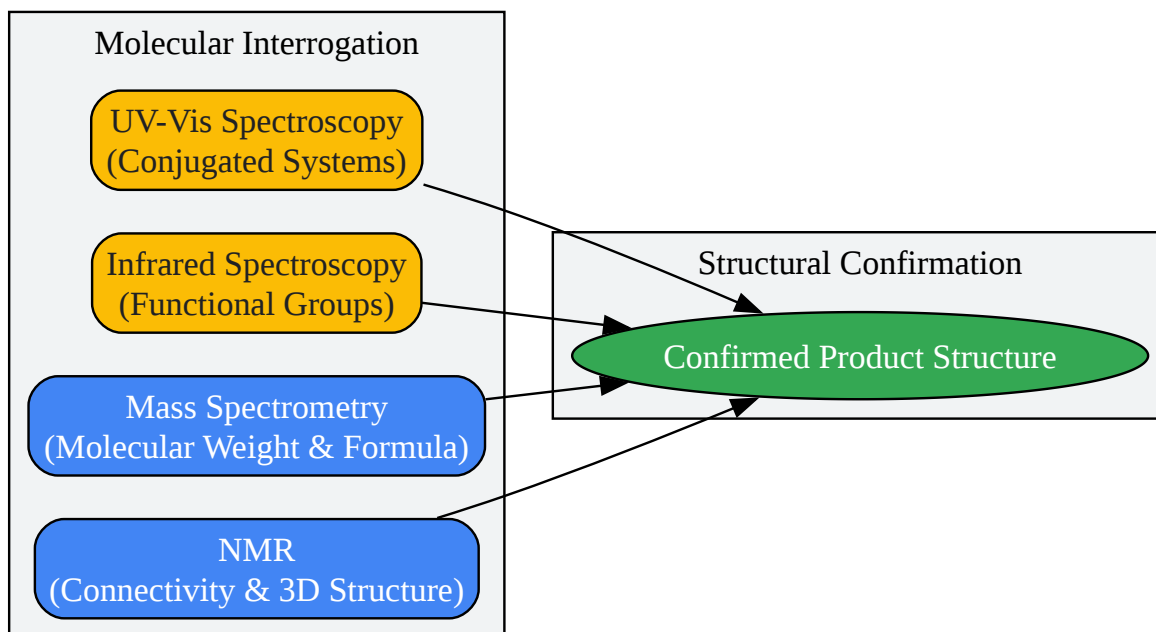 Molecular Interrogation
UV-Vis Spectroscopy
(Conjugated Systems)
Infrared Spectroscopy
(Functional Groups)
Mass Spectrometry
(Molecular Weight & Formula)
NMR
(Connectivity & 3D Structure)
Structural Confirmation
Confirmed Product Structure